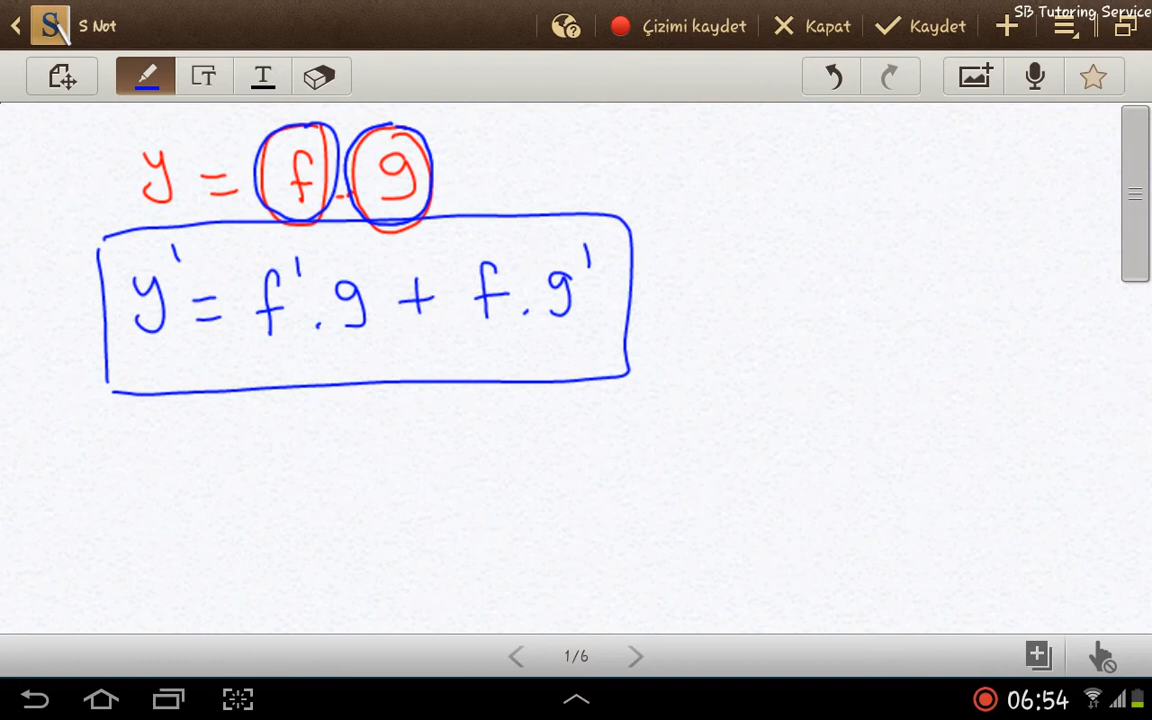 SB Tutoring Service
S S Not Çizimi kaydet Kapat Kaydet
T T
y = f . g
y' = f' . g + f . g'
1/6
06:54